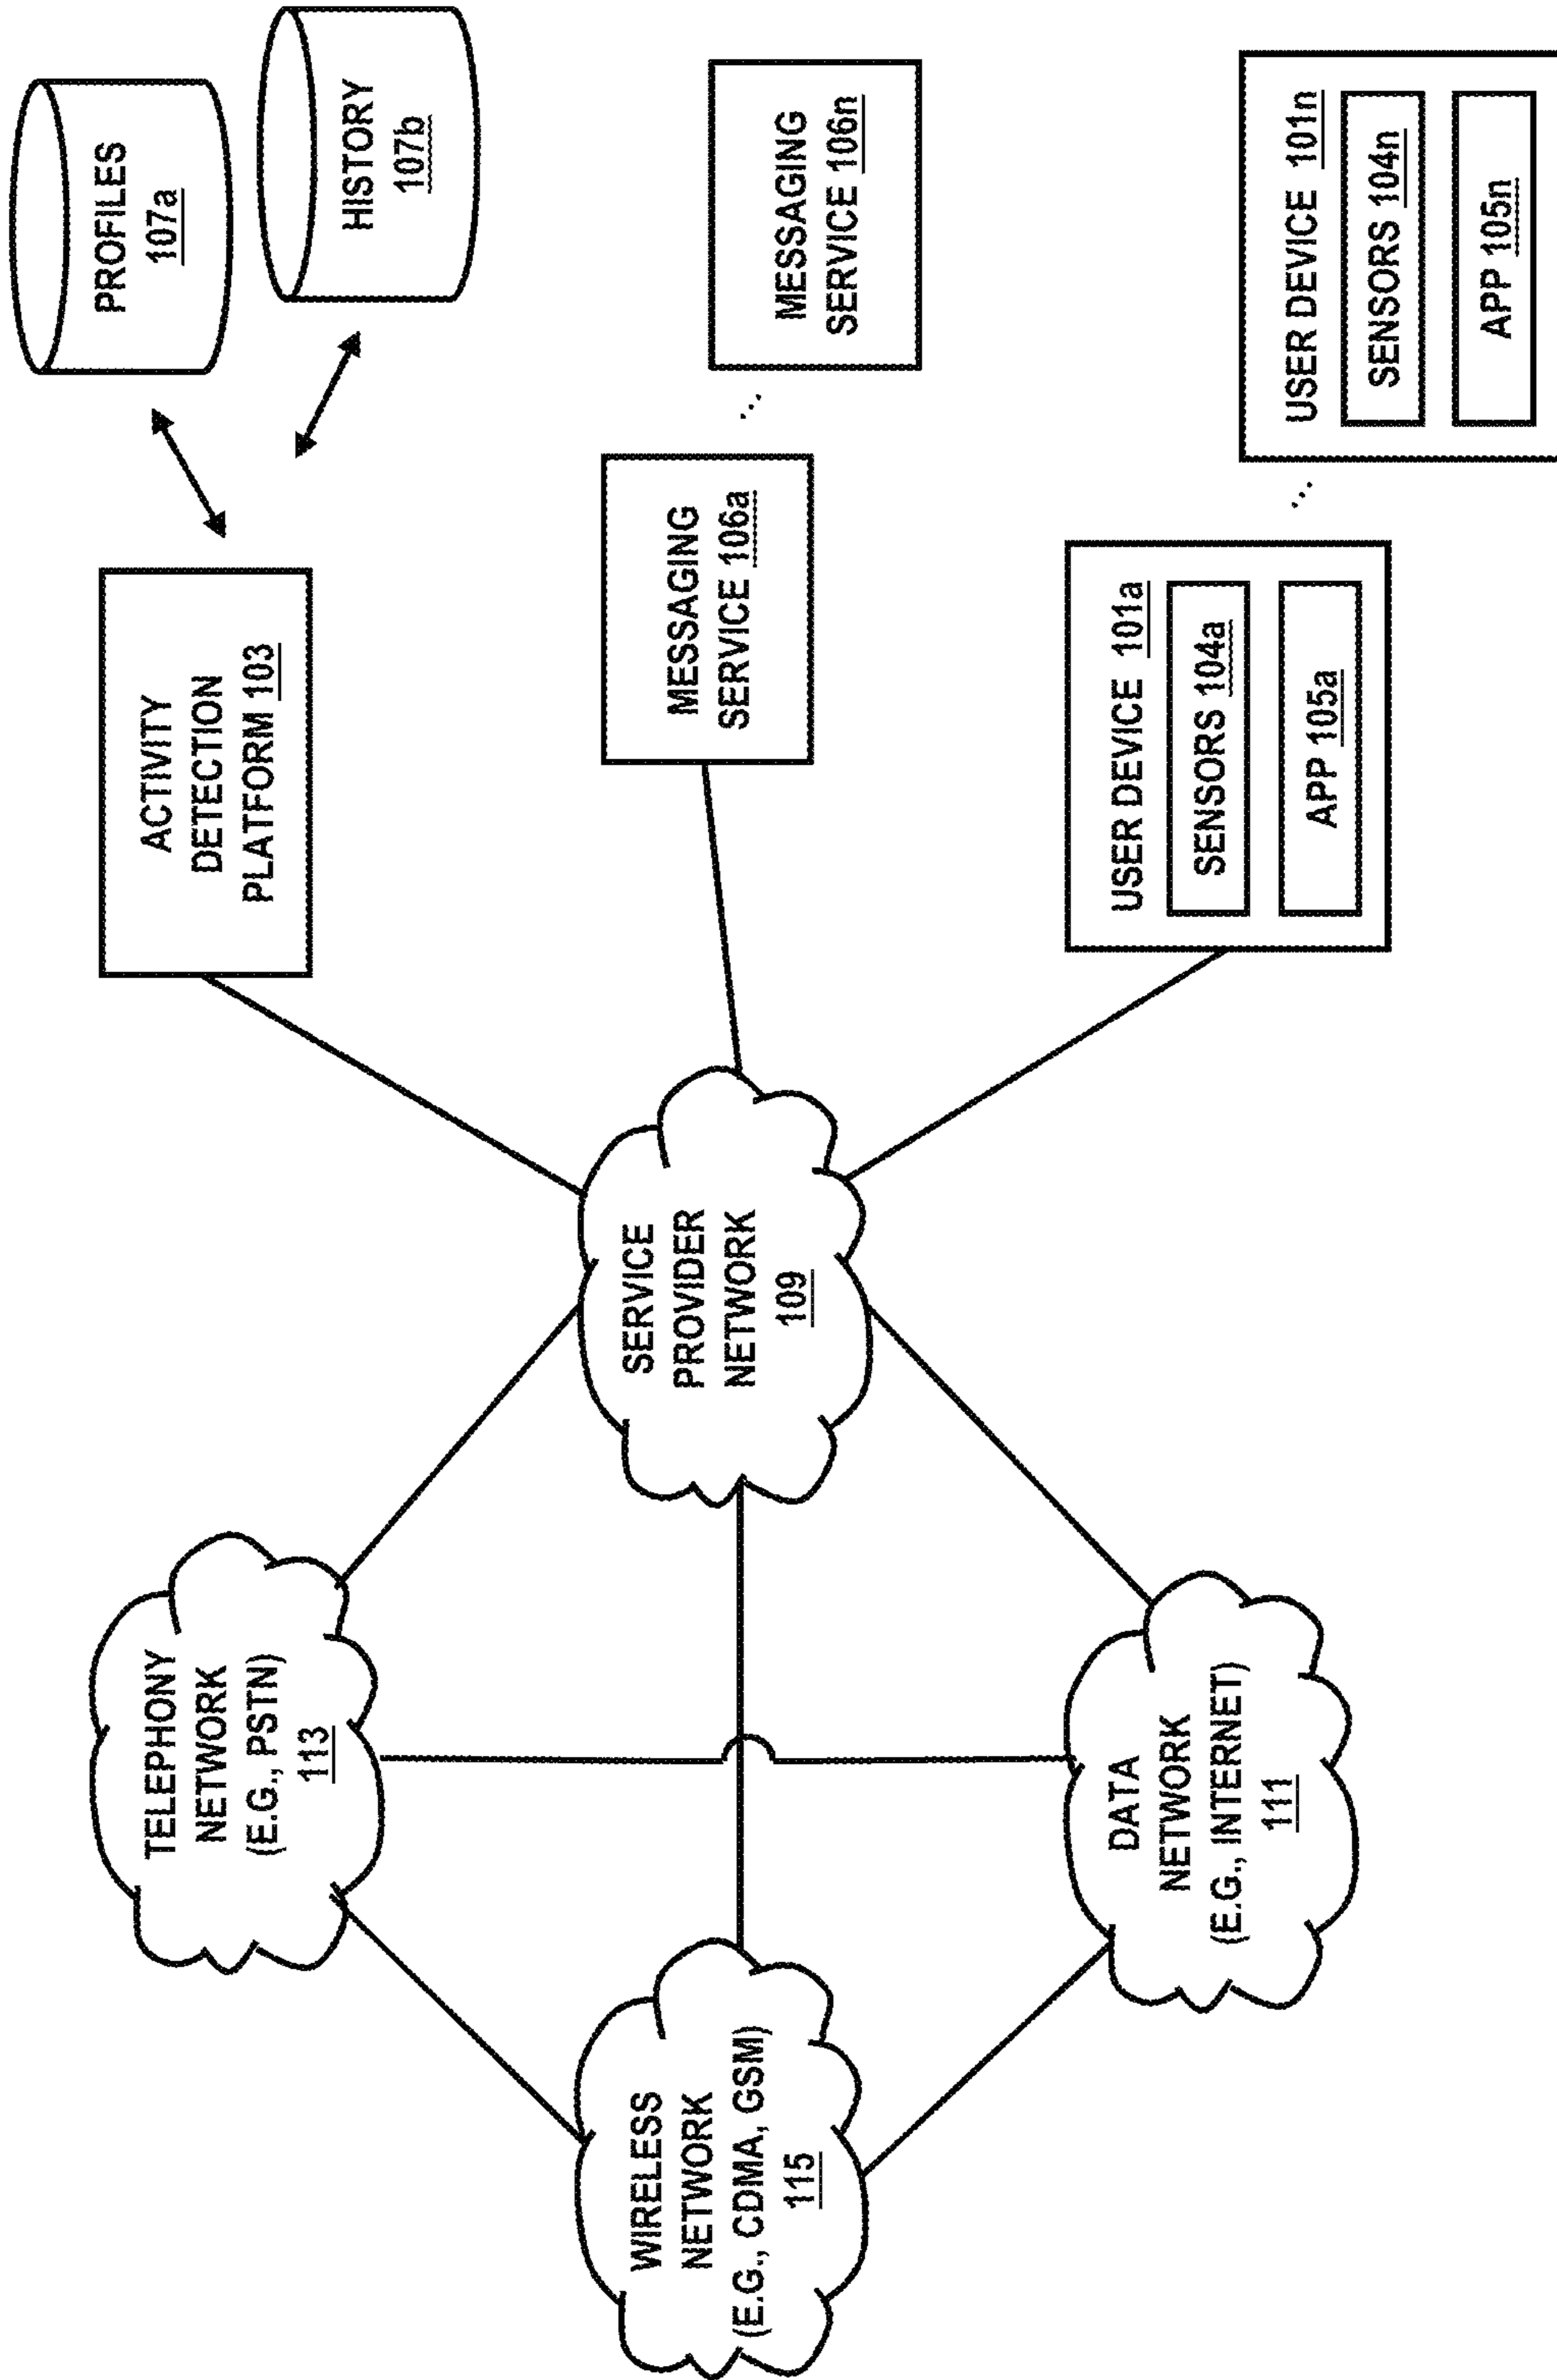 PROFILES
107a
HISTORY
107b
ACTIVITY
DETECTION
PLATFORM 103
MESSAGING
SERVICE 106a
...
MESSAGING
SERVICE 106n
USER DEVICE 101a
SENSORS 104a
APP 105a
...
USER DEVICE 101n
SENSORS 104n
APP 105n
SERVICE
PROVIDER
NETWORK
109
TELEPHONY
NETWORK
(E.G., PSTN)
113
WIRELESS
NETWORK
(E.G., CDMA, GSM)
115
DATA
NETWORK
(E.G., INTERNET)
111